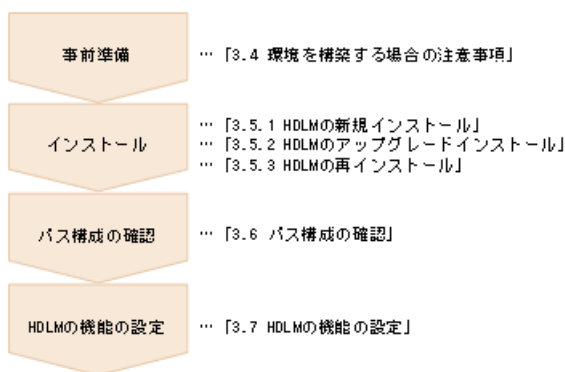 事前準備 … 「3.4 環境を構築する場合の注意事項」
インストール … 「3.5.1 HDLMの新規インストール」
… 「3.5.2 HDLMのアップグレードインストール」
… 「3.5.3 HDLMの再インストール」
パス構成の確認 … 「3.6 パス構成の確認」
HDLMの機能の設定 … 「3.7 HDLMの機能の設定」